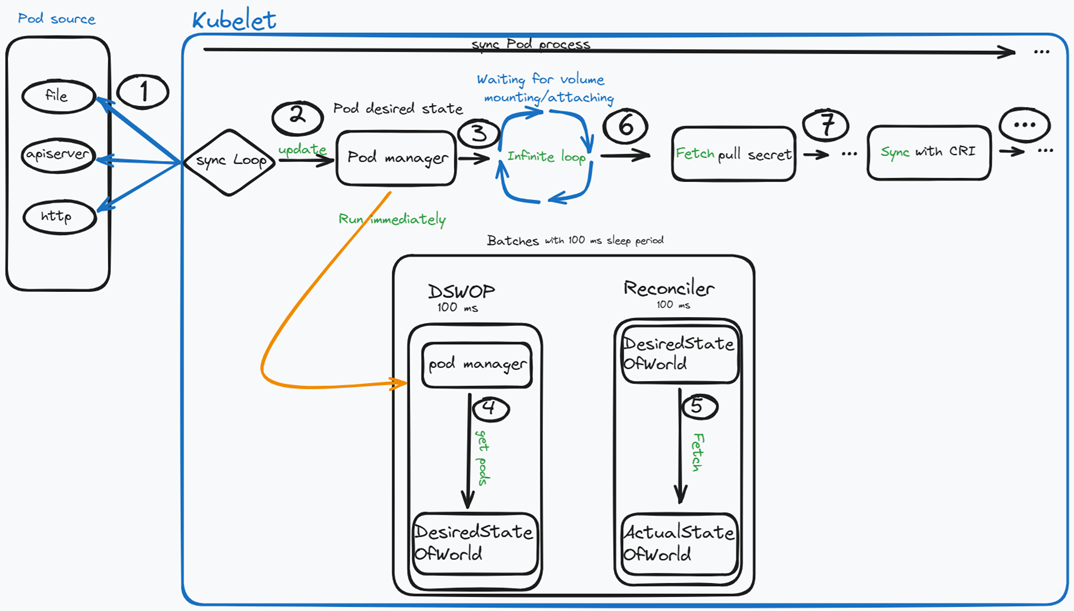 Pod source
Kubelet
sync Pod process
...
file
1
apiserver
http
sync Loop
2
update
Pod desired state
Pod manager
3
Waiting for volume
mounting/attaching
Infinite loop
6
Fetch pull secret
7
...
Sync with CRI
...
...
Run immediately
Batches with 100 ms sleep period
DSWOP
100 ms
pod manager
4
get pods
DesiredState
OfWorld
Reconciler
100 ms
DesiredState
OfWorld
5
Fetch
ActualState
OfWorld